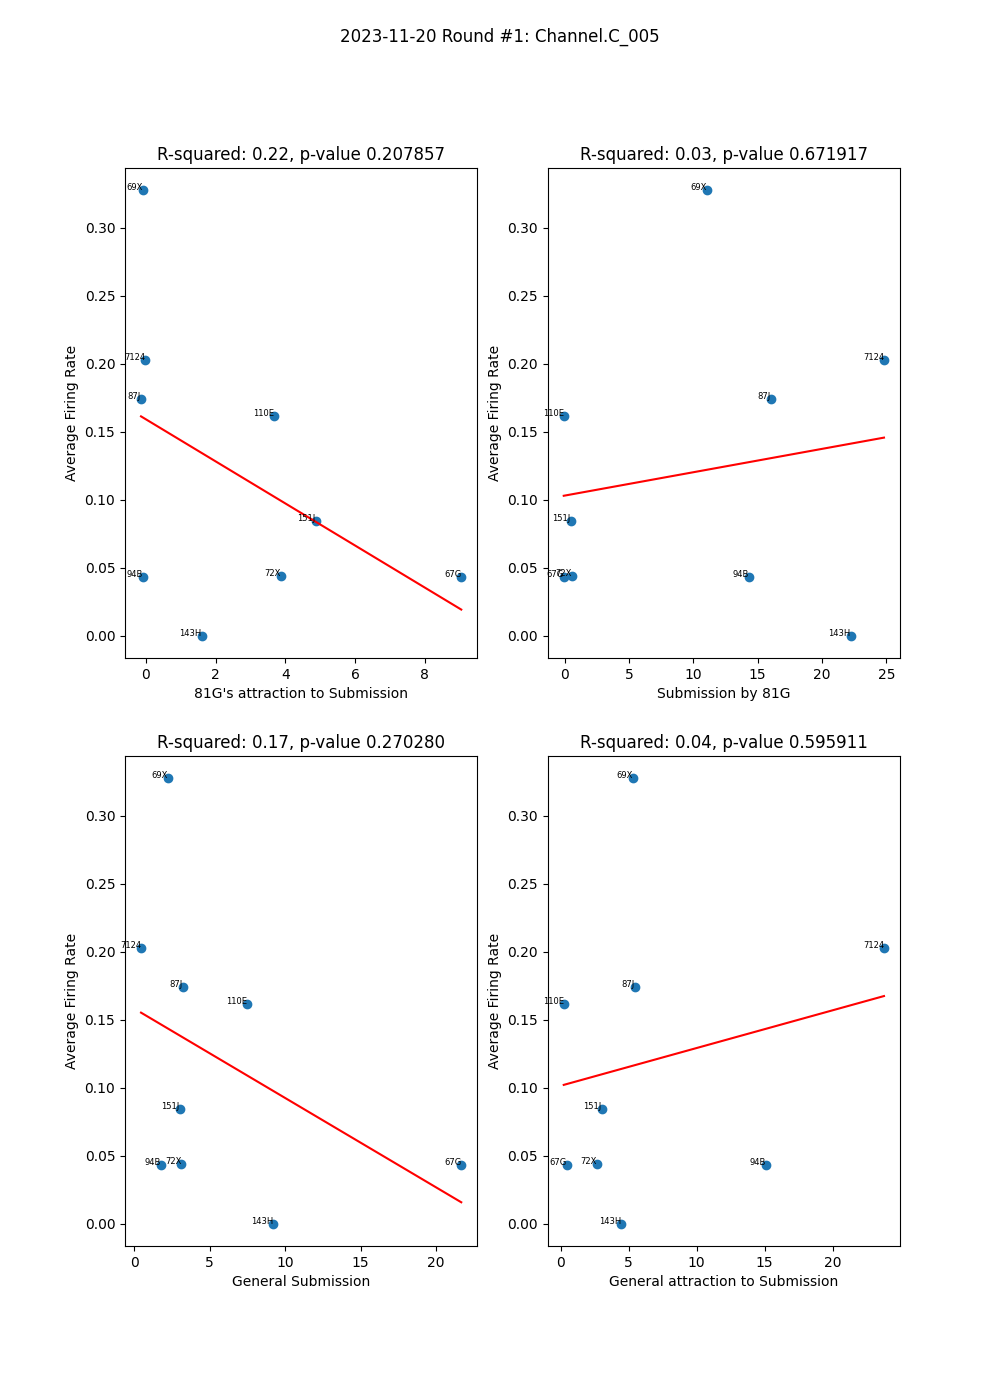 2023-11-20 Round #1: Channel.C_005
R-squared: 0.22, p-value 0.207857
Average Firing Rate
0.30
0.25
0.20
0.15
0.10
0.05
0.00
69X
7124
87J
110E
151J
94B
72X
67G
143H
0 2 4 6 8
81G's attraction to Submission
R-squared: 0.03, p-value 0.671917
Average Firing Rate
0.30
0.25
0.20
0.15
0.10
0.05
0.00
69X
7124
87J
110E
151J
67G
72X
94B
143H
0 5 10 15 20 25
Submission by 81G
R-squared: 0.17, p-value 0.270280
Average Firing Rate
0.30
0.25
0.20
0.15
0.10
0.05
0.00
69X
7124
87J
110E
151J
94B
72X
67G
143H
0 5 10 15 20
General Submission
R-squared: 0.04, p-value 0.595911
Average Firing Rate
0.30
0.25
0.20
0.15
0.10
0.05
0.00
69X
7124
87J
110E
151J
67G
72X
94B
143H
0 5 10 15 20
General attraction to Submission